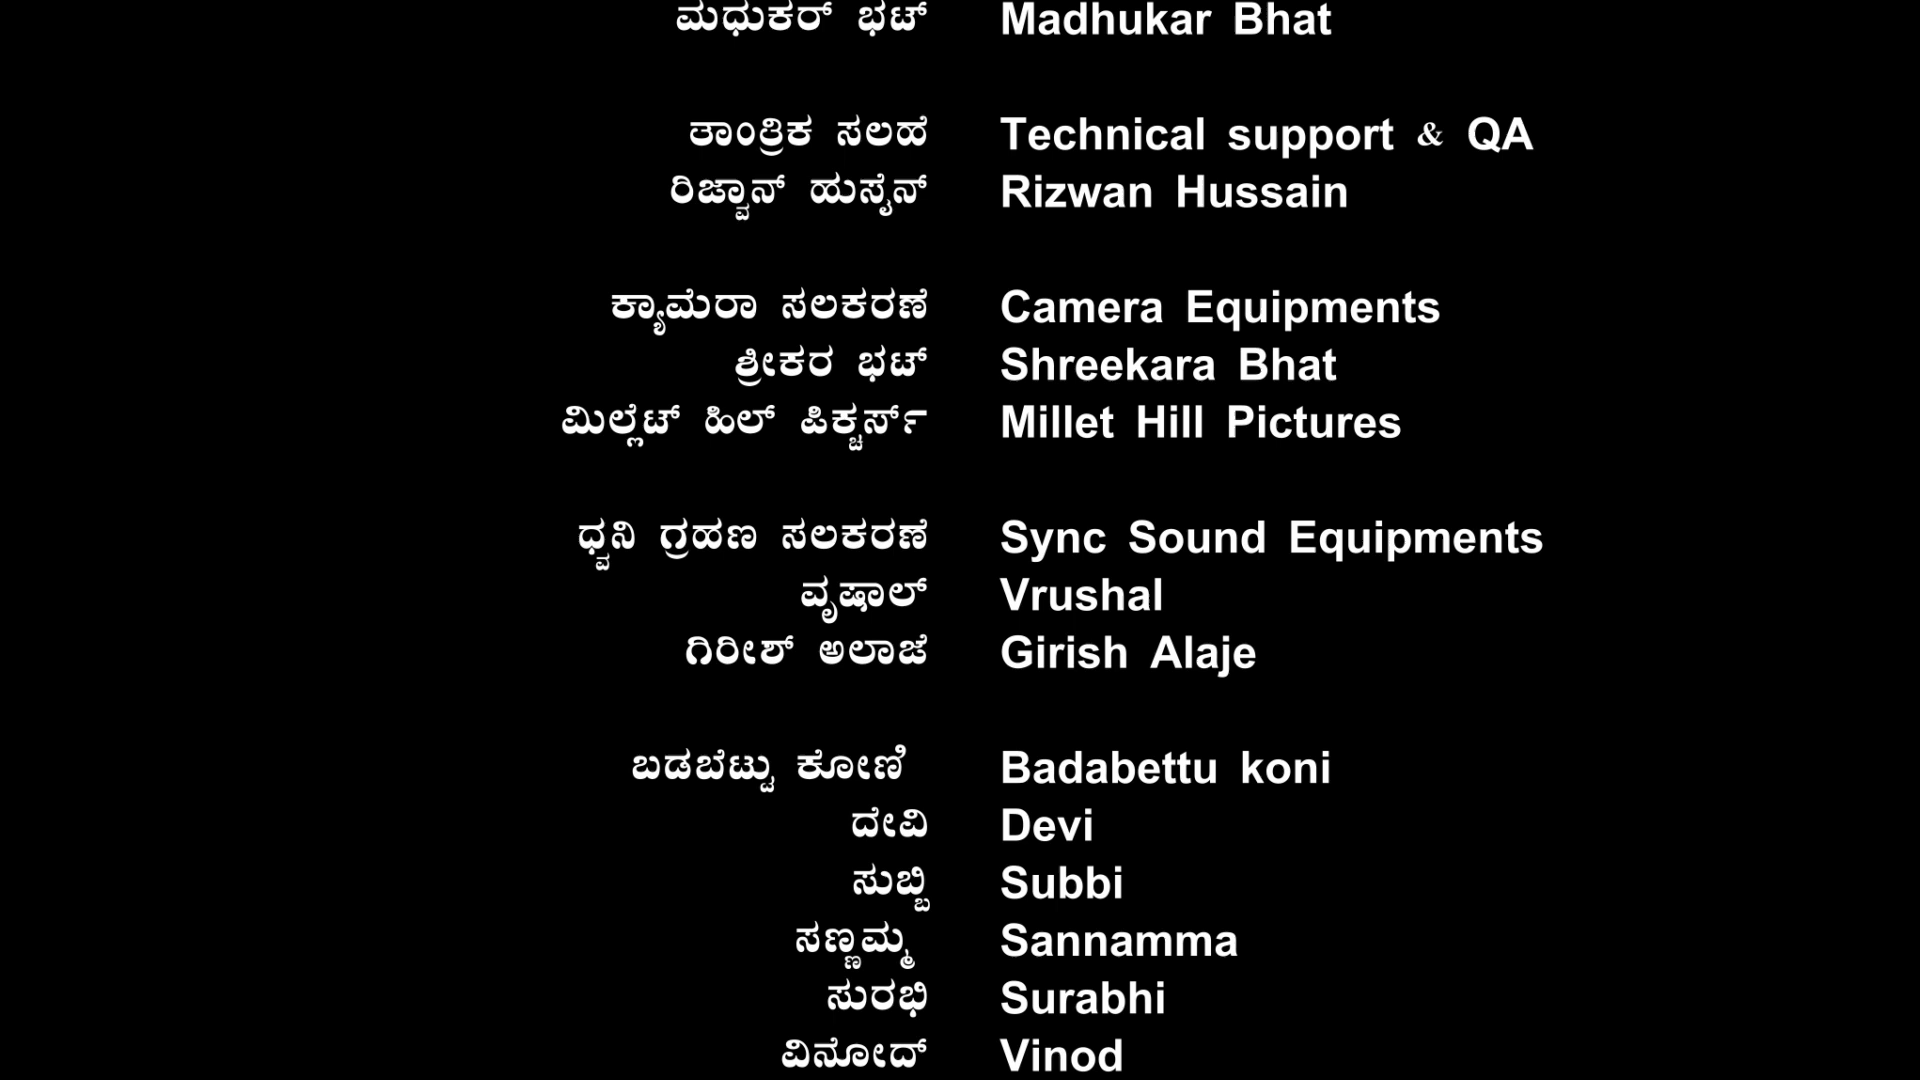 ಮಧುಕರ್ ಭಟ್ Madhukar Bhat
ತಾಂತ್ರಿಕ ಸಲಹೆ Technical support & QA
ರಿಜ್ವಾನ್ ಹುಸೈನ್ Rizwan Hussain
ಕ್ಯಾಮೆರಾ ಸಲಕರಣೆ Camera Equipments
ಶ್ರೀಕರ ಭಟ್ Shreekara Bhat
ಮಿಲ್ಲೆಟ್ ಹಿಲ್ ಪಿಕ್ಚರ್ಸ್ Millet Hill Pictures
ಧ್ವನಿ ಗ್ರಹಣ ಸಲಕರಣೆ Sync Sound Equipments
ವೃಷಾಲ್ Vrushal
ಗಿರೀಶ್ ಅಲಾಜೆ Girish Alaje
ಬಡಬೆಟ್ಟು ಕೋಣಿ Badabettu koni
ದೇವಿ Devi
ಸುಬ್ಬಿ Subbi
ಸಣ್ಣಮ್ಮ Sannamma
ಸುರಭಿ Surabhi
ವಿನೋದ್ Vinod